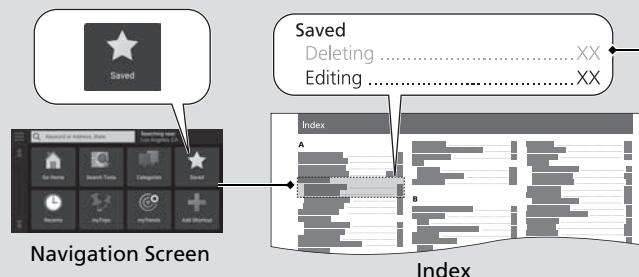 Saved
Saved
Deleting ........................................ XX
Editing ........................................ XX
Keyword or Address, State
Searching near
Los Angeles, CA
Go Home
Search Tools
Categories
Saved
Recents
myTrips
myTrends
Add Shortcut
Navigation Screen
Index
A
B
Index